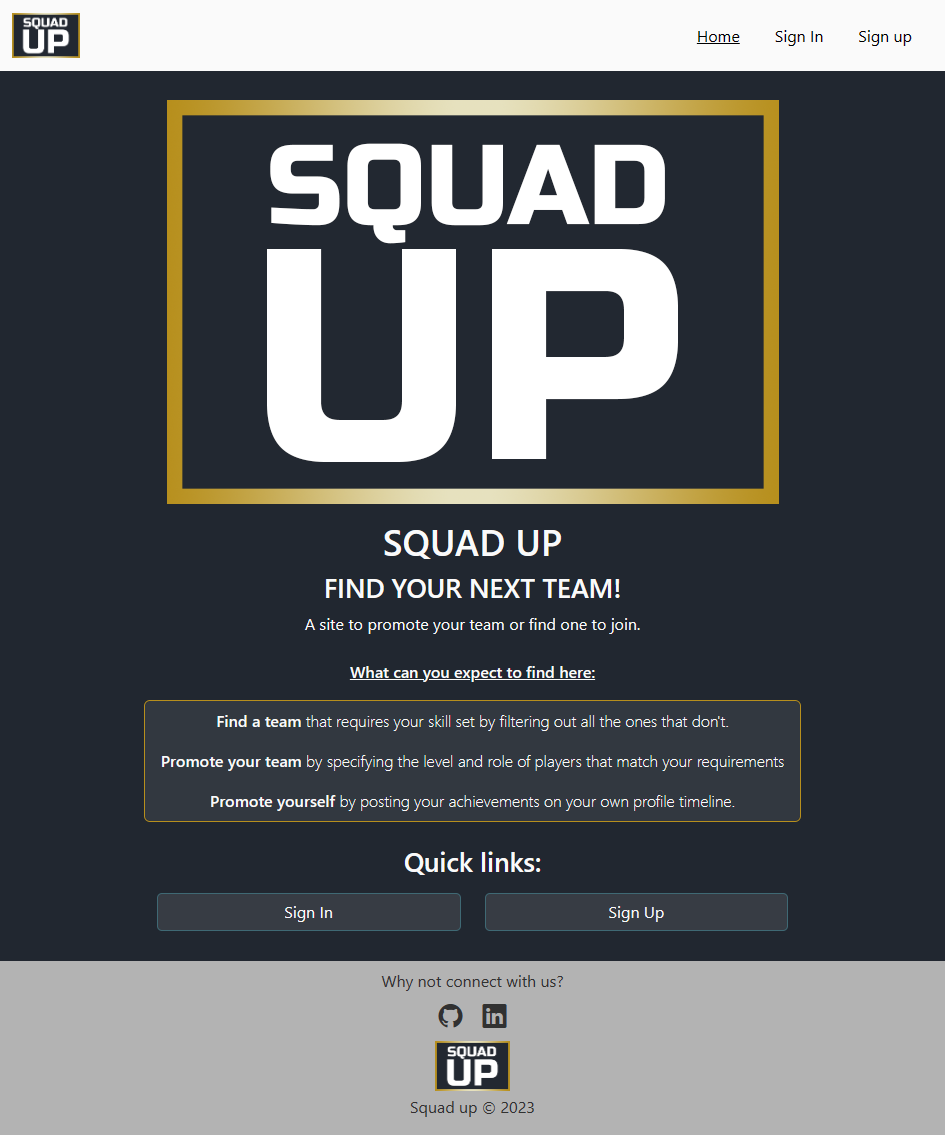 SQUAD
UP
Home
Sign In
Sign up
SQUAD
UP
SQUAD UP
FIND YOUR NEXT TEAM!
A site to promote your team or find one to join.
What can you expect to find here:
Find a team that requires your skill set by filtering out all the ones that don't.
Promote your team by specifying the level and role of players that match your requirements
Promote yourself by posting your achievements on your own profile timeline.
Quick links:
Sign In
Sign Up
Why not connect with us?
in
SQUAD
UP
Squad up © 2023